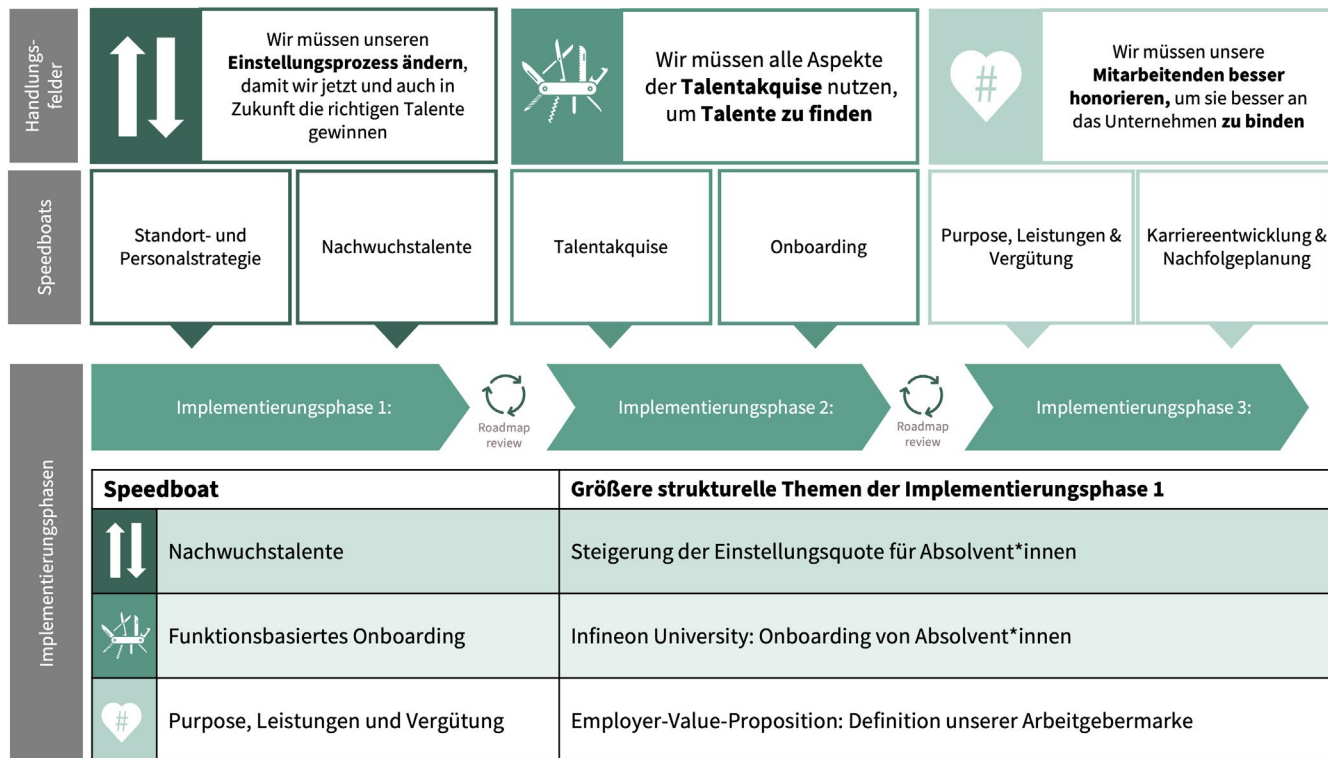 Handlungs-
felder
Wir müssen unseren
Einstellungsprozess ändern,
damit wir jetzt und auch in
Zukunft die richtigen Talente
gewinnen
Wir müssen alle Aspekte
der Talentakquise nutzen,
um Talente zu finden
#
Wir müssen unsere
Mitarbeitenden besser
honorieren, um sie besser an
das Unternehmen zu binden
Speedboats
Standort- und
Personalstrategie
Nachwuchstalente
Talentakquise
Onboarding
Purpose, Leistungen &
Vergütung
Karriereentwicklung &
Nachfolgeplanung
Implementierungsphasen
Implementierungsphase 1:
Roadmap
review
Implementierungsphase 2:
Roadmap
review
Implementierungsphase 3:
Speedboat
Größere strukturelle Themen der Implementierungsphase 1
Nachwuchstalente
Steigerung der Einstellungsquote für Absolvent*innen
Funktionsbasiertes Onboarding
Infineon University: Onboarding von Absolvent*innen
#
Purpose, Leistungen und Vergütung
Employer-Value-Proposition: Definition unserer Arbeitgebermarke